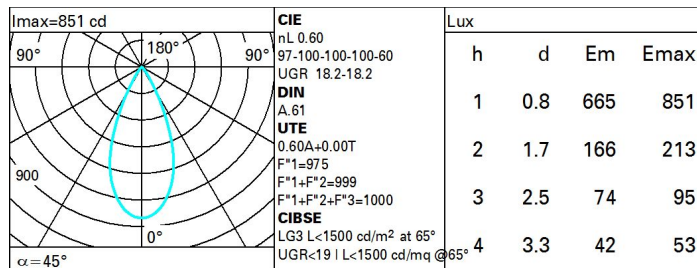 Imax=851 cd
90° 180° 90°
900
0°
α=45°
CIE
nL 0.60
97-100-100-100-60
UGR 18.2-18.2
DIN
A.61
UTE
0.60A+0.00T
F"1=975
F"1+F"2=999
F"1+F"2+F"3=1000
CIBSE
LG3 L<1500 cd/m² at 65°
UGR<19 | L<1500 cd/mq @65°
Lux
h d Em Emax
1 0.8 665 851
2 1.7 166 213
3 2.5 74 95
4 3.3 42 53